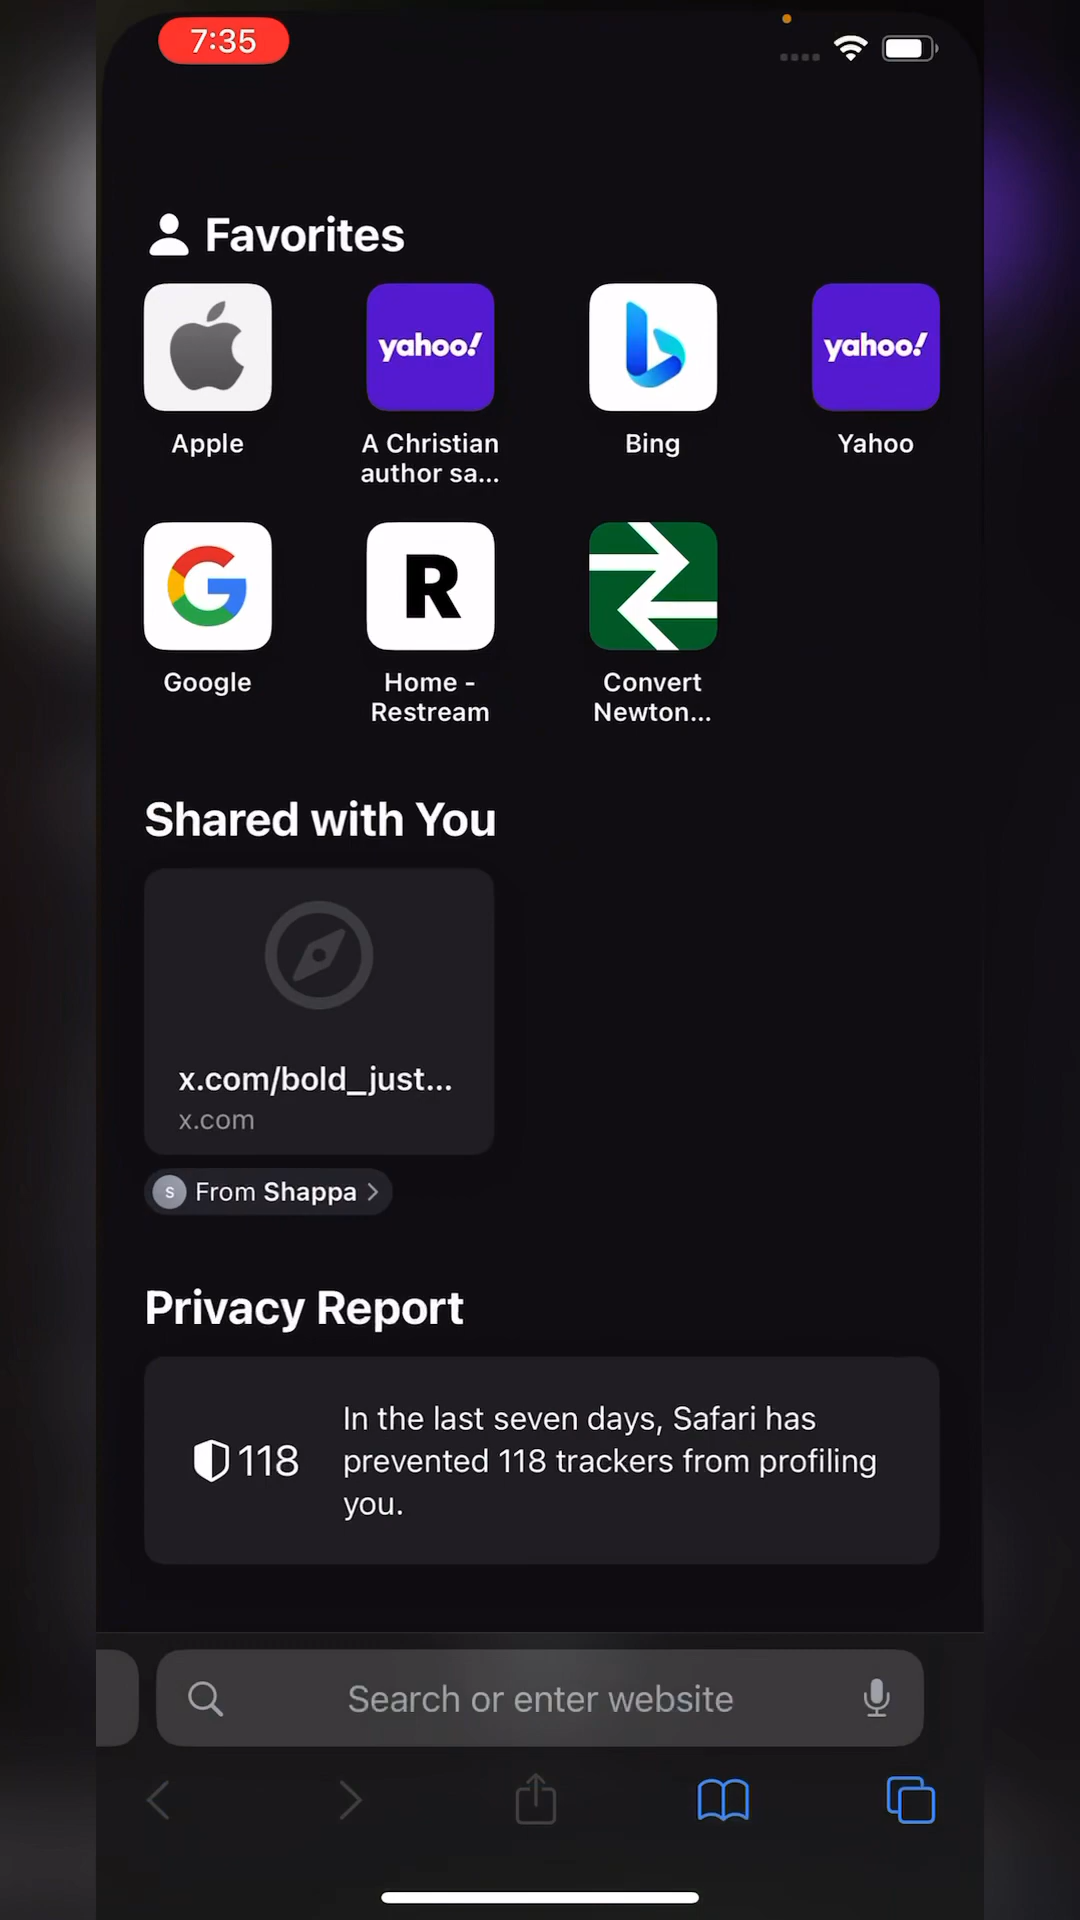 7:35
Favorites
yahoo!
yahoo!
Apple
A Christian
author sa...
Bing
Yahoo
G
R
Google
Home -
Restream
Convert
Newton...
Shared with You
x.com/bold_just...
x.com
S From Shappa
Privacy Report
118
In the last seven days, Safari has
prevented 118 trackers from profiling
you.
Search or enter website